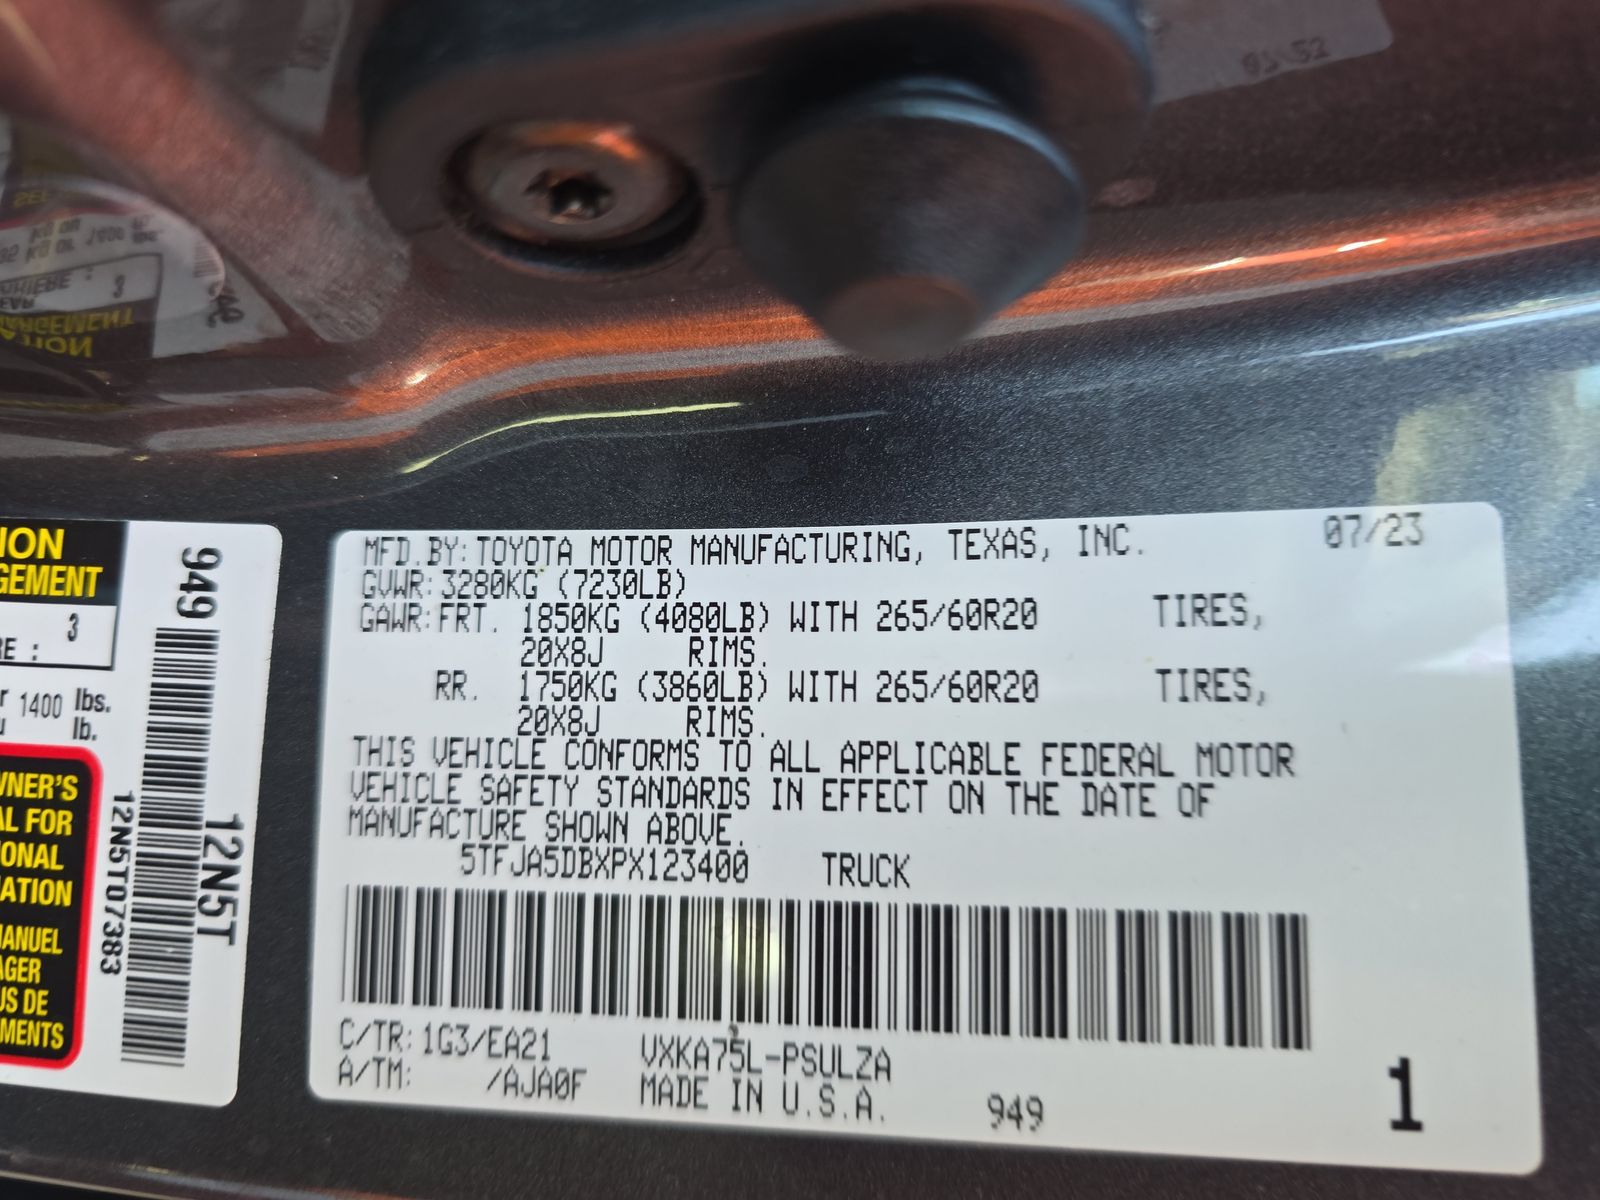 ION
GEMENT
3
RE :
r 1400 lbs.
u lb.
WNER'S
AL FOR
IONAL
MATION
MANUEL
AGER
US DE
MENTS
949
12N5T
12N5T07383
MFD.BY:TOYOTA MOTOR MANUFACTURING, TEXAS, INC. 07/23
GVWR:3280KG (7230LB)
GAWR:FRT. 1850KG (4080LB) WITH 265/60R20 TIRES,
20X8J RIMS.
RR. 1750KG (3860LB) WITH 265/60R20 TIRES,
20X8J RIMS.
THIS VEHICLE CONFORMS TO ALL APPLICABLE FEDERAL MOTOR
VEHICLE SAFETY STANDARDS IN EFFECT ON THE DATE OF
MANUFACTURE SHOWN ABOVE.
5TFJA5DBXPX123400 TRUCK
C/TR:1G3/EA21 VXKA75L-PSULZA
A/TM: /AJA0F MADE IN U.S.A. 949
1